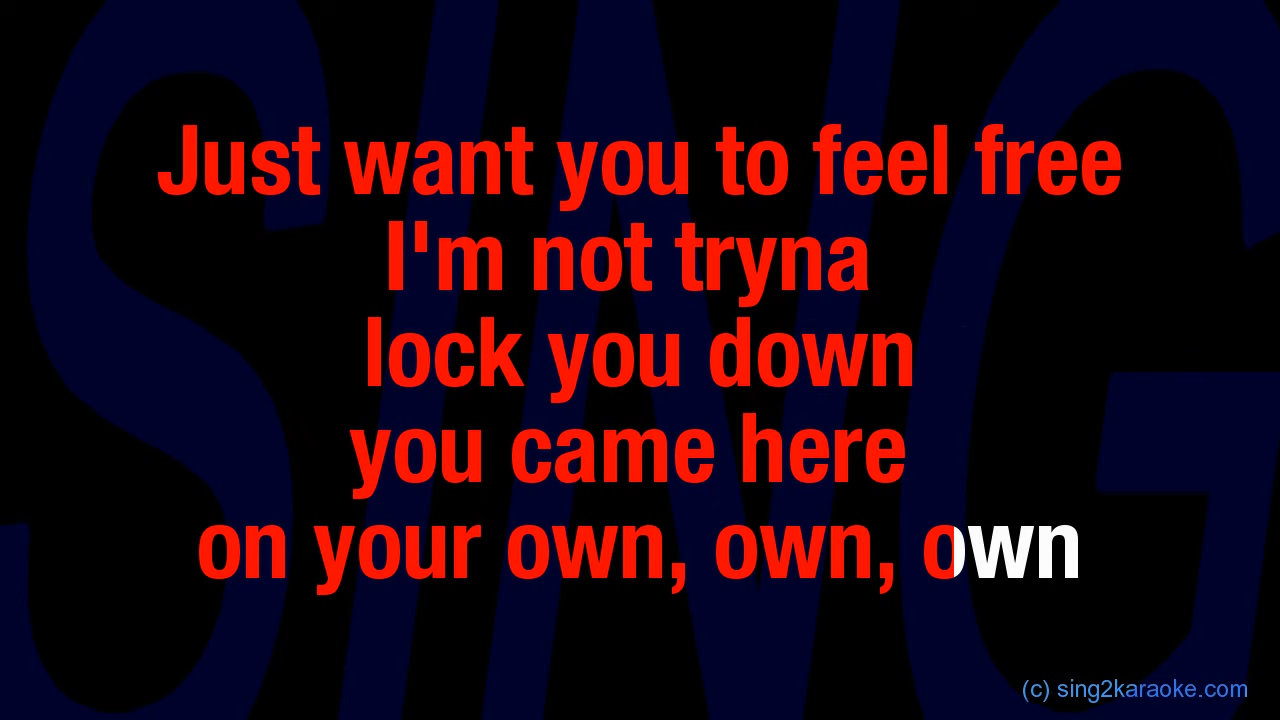 SING
Just want you to feel free
I'm not tryna
lock you down
you came here
on your own, own, own
(c) sing2karaoke.com